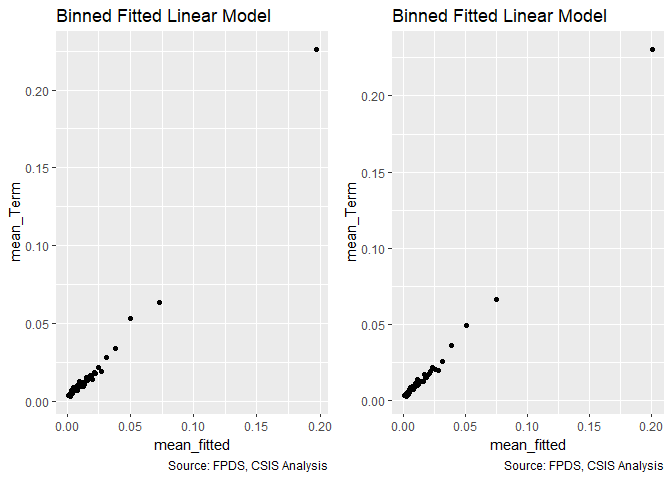 Binned Fitted Linear Model
mean_Term
0.20
0.15
0.10
0.05
0.00
0.00 0.05 0.10 0.15 0.20
mean_fitted
Source: FPDS, CSIS Analysis
Binned Fitted Linear Model
mean_Term
0.20
0.15
0.10
0.05
0.00
0.00 0.05 0.10 0.15 0.20
mean_fitted
Source: FPDS, CSIS Analysis